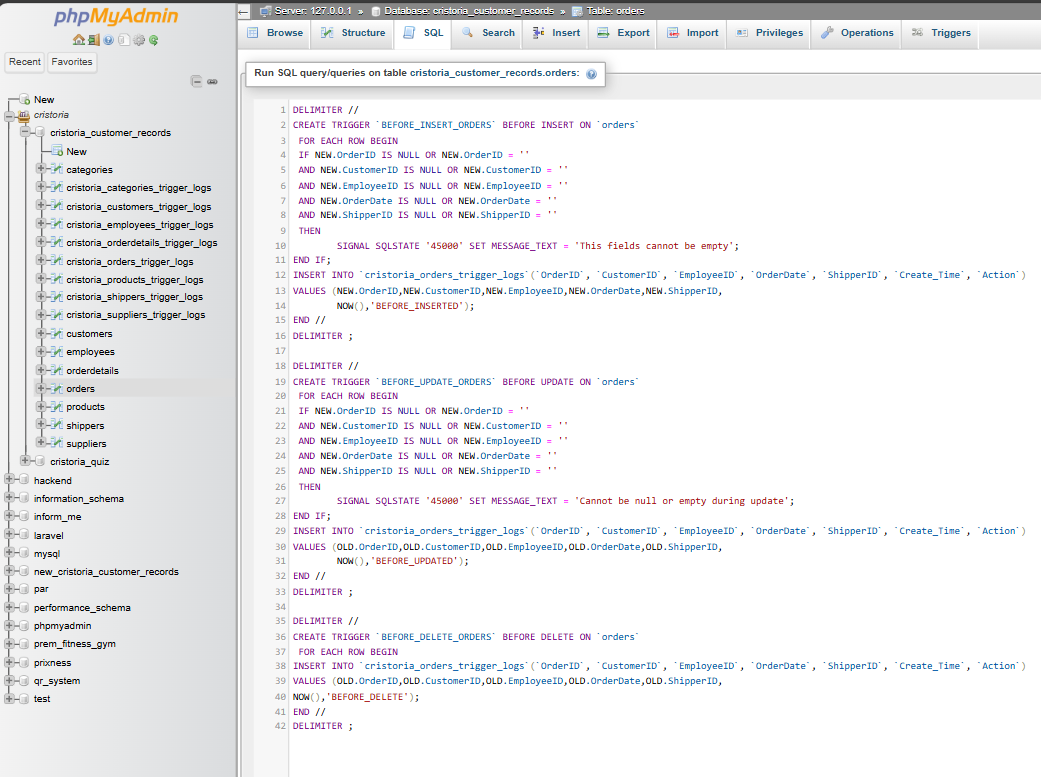 phpMyAdmin
Recent
Favorites
New
cristoria
cristoria_customer_records
New
categories
cristoria_categories_trigger_logs
cristoria_customers_trigger_logs
cristoria_employees_trigger_logs
cristoria_orderdetails_trigger_logs
cristoria_orders_trigger_logs
cristoria_products_trigger_logs
cristoria_shippers_trigger_logs
cristoria_suppliers_trigger_logs
customers
employees
orderdetails
orders
products
shippers
suppliers
cristoria_quiz
hackend
information_schema
inform_me
laravel
mysql
new_cristoria_customer_records
par
performance_schema
phpmyadmin
prem_fitness_gym
prixness
qr_system
test
Server: 127.0.0.1 » Database: cristoria_customer_records » Table: orders
Browse Structure SQL Search Insert Export Import Privileges Operations Triggers
Run SQL query/queries on table cristoria_customer_records.orders:
1 DELIMITER //
2 CREATE TRIGGER `BEFORE_INSERT_ORDERS` BEFORE INSERT ON `orders`
3 FOR EACH ROW BEGIN
4 IF NEW.OrderID IS NULL OR NEW.OrderID = ''
5 AND NEW.CustomerID IS NULL OR NEW.CustomerID = ''
6 AND NEW.EmployeeID IS NULL OR NEW.EmployeeID = ''
7 AND NEW.OrderDate IS NULL OR NEW.OrderDate = ''
8 AND NEW.ShipperID IS NULL OR NEW.ShipperID = ''
9 THEN
10 SIGNAL SQLSTATE '45000' SET MESSAGE_TEXT = 'This fields cannot be empty';
11 END IF;
12 INSERT INTO `cristoria_orders_trigger_logs`(`OrderID`, `CustomerID`, `EmployeeID`, `OrderDate`, `ShipperID`, `Create_Time`, `Action`)
13 VALUES (NEW.OrderID,NEW.CustomerID,NEW.EmployeeID,NEW.OrderDate,NEW.ShipperID,
14 NOW(),'BEFORE_INSERTED');
15 END //
16 DELIMITER ;
17
18 DELIMITER //
19 CREATE TRIGGER `BEFORE_UPDATE_ORDERS` BEFORE UPDATE ON `orders`
20 FOR EACH ROW BEGIN
21 IF NEW.OrderID IS NULL OR NEW.OrderID = ''
22 AND NEW.CustomerID IS NULL OR NEW.CustomerID = ''
23 AND NEW.EmployeeID IS NULL OR NEW.EmployeeID = ''
24 AND NEW.OrderDate IS NULL OR NEW.OrderDate = ''
25 AND NEW.ShipperID IS NULL OR NEW.ShipperID = ''
26 THEN
27 SIGNAL SQLSTATE '45000' SET MESSAGE_TEXT = 'Cannot be null or empty during update';
28 END IF;
29 INSERT INTO `cristoria_orders_trigger_logs`(`OrderID`, `CustomerID`, `EmployeeID`, `OrderDate`, `ShipperID`, `Create_Time`, `Action`)
30 VALUES (OLD.OrderID,OLD.CustomerID,OLD.EmployeeID,OLD.OrderDate,OLD.ShipperID,
31 NOW(),'BEFORE_UPDATED');
32 END //
33 DELIMITER ;
34
35 DELIMITER //
36 CREATE TRIGGER `BEFORE_DELETE_ORDERS` BEFORE DELETE ON `orders`
37 FOR EACH ROW BEGIN
38 INSERT INTO `cristoria_orders_trigger_logs`(`OrderID`, `CustomerID`, `EmployeeID`, `OrderDate`, `ShipperID`, `Create_Time`, `Action`)
39 VALUES (OLD.OrderID,OLD.CustomerID,OLD.EmployeeID,OLD.OrderDate,OLD.ShipperID,
40 NOW(),'BEFORE_DELETE');
41 END //
42 DELIMITER ;